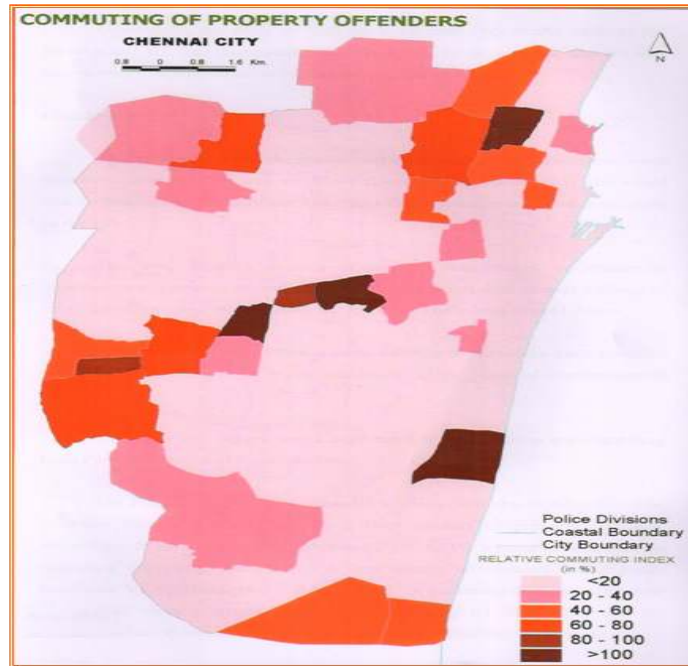 COMMUTING OF PROPERTY OFFENDERS
CHENNAI CITY
0.8 0 0.8 1.6 Km.
N
Police Divisions
Coastal Boundary
City Boundary
RELATIVE COMMUTING INDEX
(in %)
<20
20 - 40
40 - 60
60 - 80
80 - 100
>100